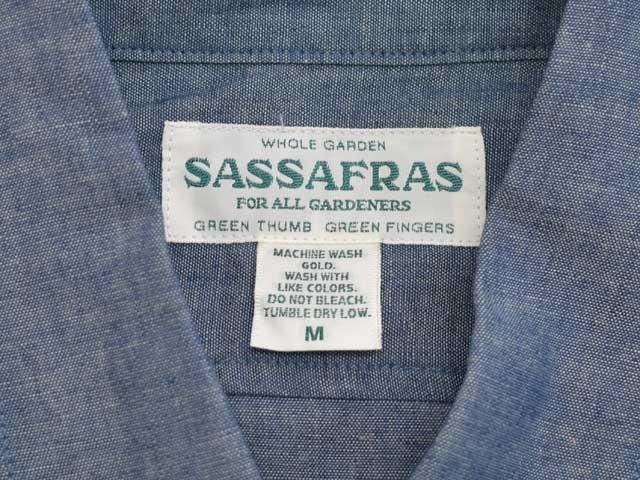 WHOLE GARDEN
SASSAFRAS
FOR ALL GARDENERS
GREEN THUMB GREEN FINGERS
MACHINE WASH
GOLD.
WASH WITH
LIKE COLORS.
DO NOT BLEACH.
TUMBLE DRY LOW.
M